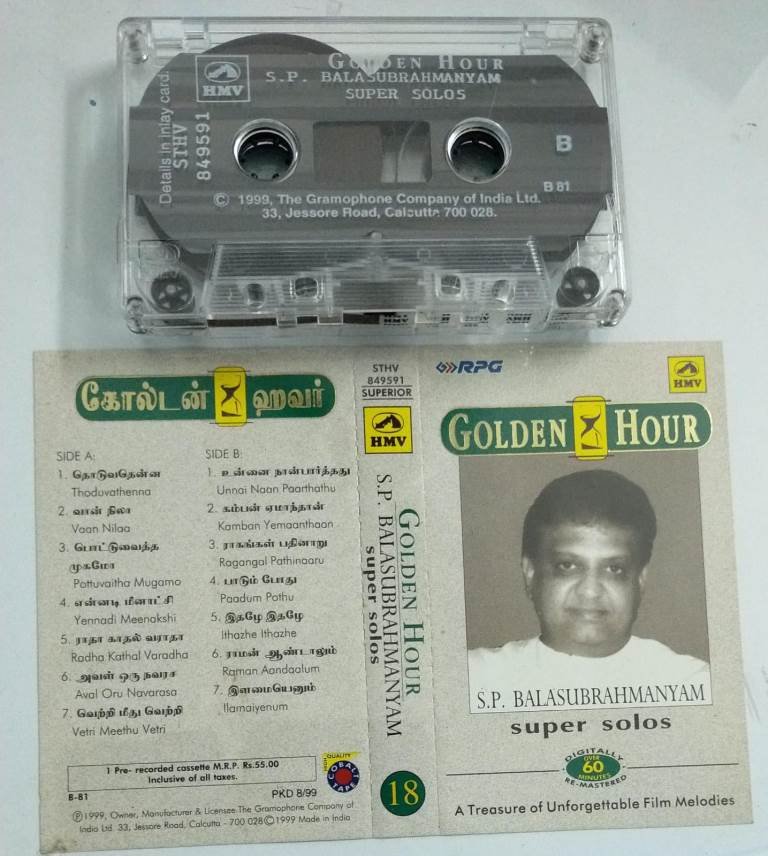 GOLDEN HOUR
S.P. BALASUBRAHMANYAM
SUPER SOLOS
HMV
Details in inlay card.
STHV
849591
B
B 81
© 1999, The Gramophone Company of India Ltd.
33, Jessore Road, Calcutta 700 028.
கோல்டன் ஹவர்
SIDE A:
1. தொடுவதென்ன
Thoduvathenna
2. வான் நிலா
Vaan Nilaa
3. பொட்டுவைத்த
முகமோ
Pottuvaitha Mugamo
4. என்னடி மீனாட்சி
Yennadi Meenakshi
5. ராதா காதல் வராதா
Radha Kathal Varadha
6. அவள் ஒரு நவரச
Aval Oru Navarasa
7. வெற்றி மீது வெற்றி
Vetri Meethu Vetri
SIDE B:
1. உன்னை நான்பார்த்தது
Unnai Naan Paarthathu
2. கம்பன் ஏமாந்தான்
Kamban Yemaanthaan
3. ராகங்கள் பதினாறு
Ragangal Pathinaaru
4. பாடும் போது
Paadum Pothu
5. இதழே இதழே
Ithazhe Ithazhe
6. ராமன் ஆண்டாலும்
Raman Aandaalum
7. இளமையெனும்
Ilamaiyenum
1 Pre- recorded cassette M.R.P. Rs.55.00
Inclusive of all taxes.
HIGH QUALITY
COBALT
TAPE
B-81
PKD 8/99
Ⓟ1999, Owner, Manufacturer & Licensee The Gramophone Company of
India Ltd. 33, Jessore Road, Calcutta - 700 028 ©1999 Made in India
STHV
849591
SUPERIOR
HMV
GOLDEN HOUR
S.P. BALASUBRAHMANYAM
super solos
18
RPG
HMV
GOLDEN HOUR
S.P. BALASUBRAHMANYAM
super solos
DIGITALLY
OVER
60
MINUTES
RE-MASTERED
A Treasure of Unforgettable Film Melodies